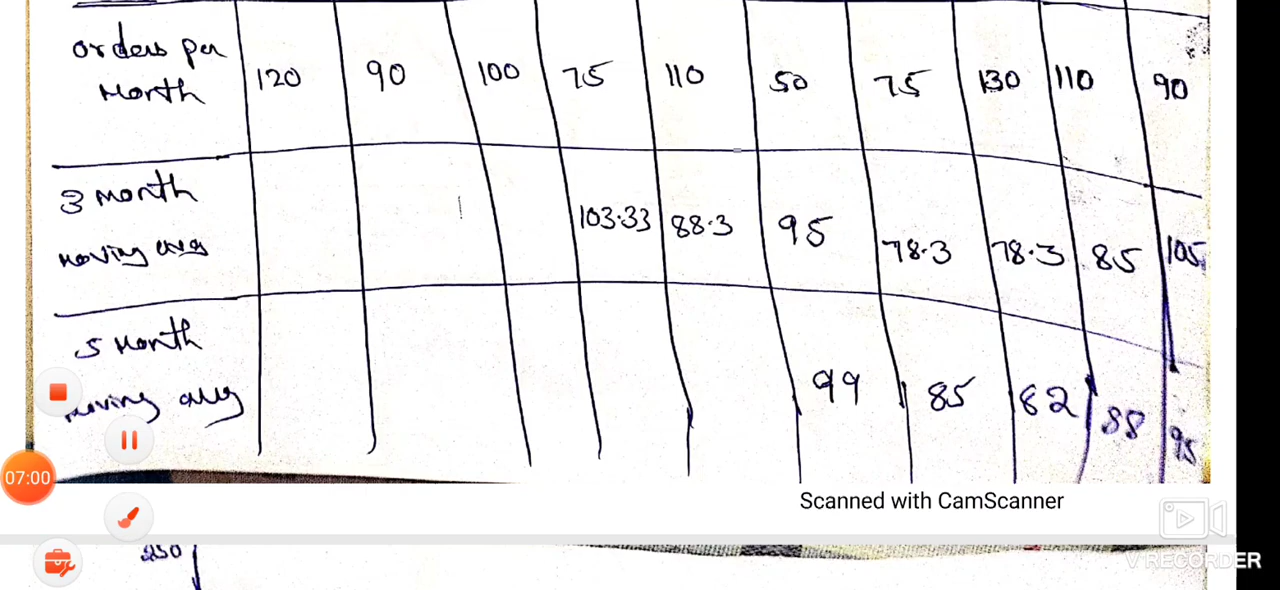 orders per
Month
120 90 100 75 110 50 75 130 110 90
3 month
moving avg
103.33 88.3 95 78.3 78.3 85 105
5 Month
moving avg
99 85 82 88 95
07:00
Scanned with CamScanner
250
V RECORDER